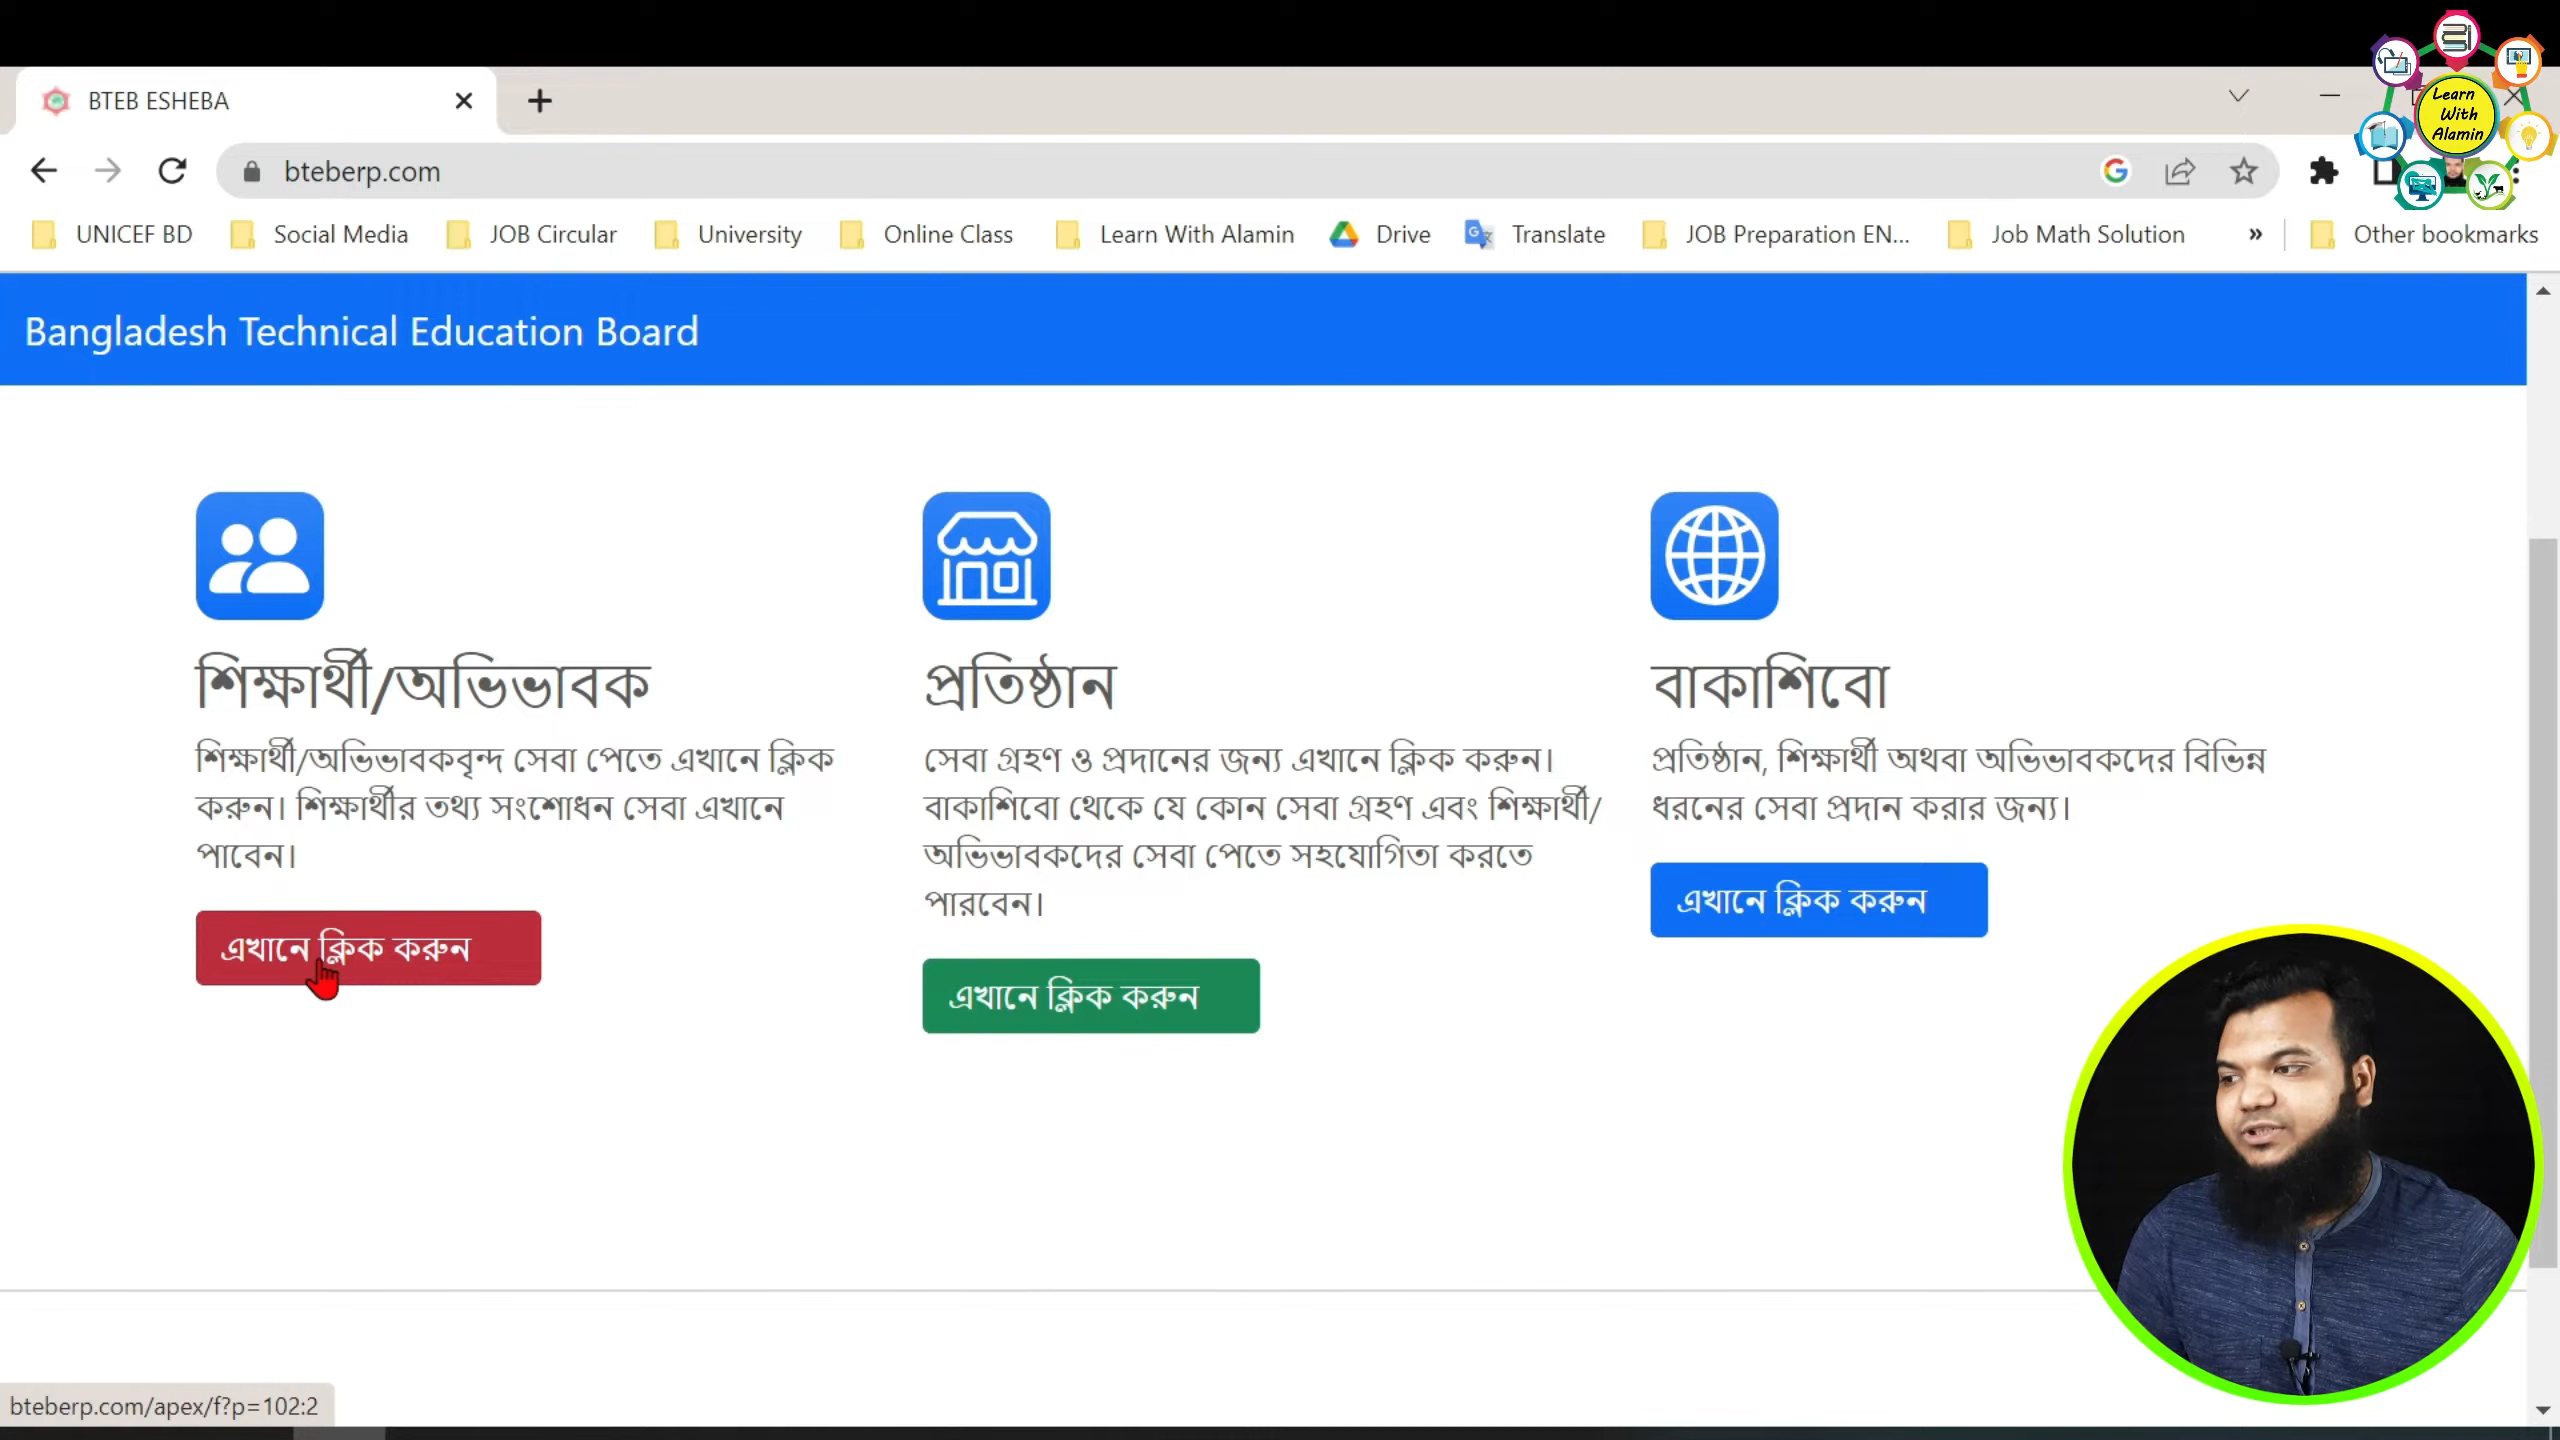 BTEB ESHEBA
Learn
With
Alamin
bteberp.com
UNICEF BD
Social Media
JOB Circular
University
Online Class
Learn With Alamin
Drive
Translate
JOB Preparation EN...
Job Math Solution
»
Other bookmarks
Bangladesh Technical Education Board
শিক্ষার্থী/অভিভাবক
শিক্ষার্থী/অভিভাবকবৃন্দ সেবা পেতে এখানে ক্লিক
করুন। শিক্ষার্থীর তথ্য সংশোধন সেবা এখানে
পাবেন।
এখানে ক্লিক করুন
প্রতিষ্ঠান
সেবা গ্রহণ ও প্রদানের জন্য এখানে ক্লিক করুন।
বাকাশিবো থেকে যে কোন সেবা গ্রহণ এবং শিক্ষার্থী/
অভিভাবকদের সেবা পেতে সহযোগিতা করতে
পারবেন।
এখানে ক্লিক করুন
বাকাশিবো
প্রতিষ্ঠান, শিক্ষার্থী অথবা অভিভাবকদের বিভিন্ন
ধরনের সেবা প্রদান করার জন্য।
এখানে ক্লিক করুন
bteberp.com/apex/f?p=102:2